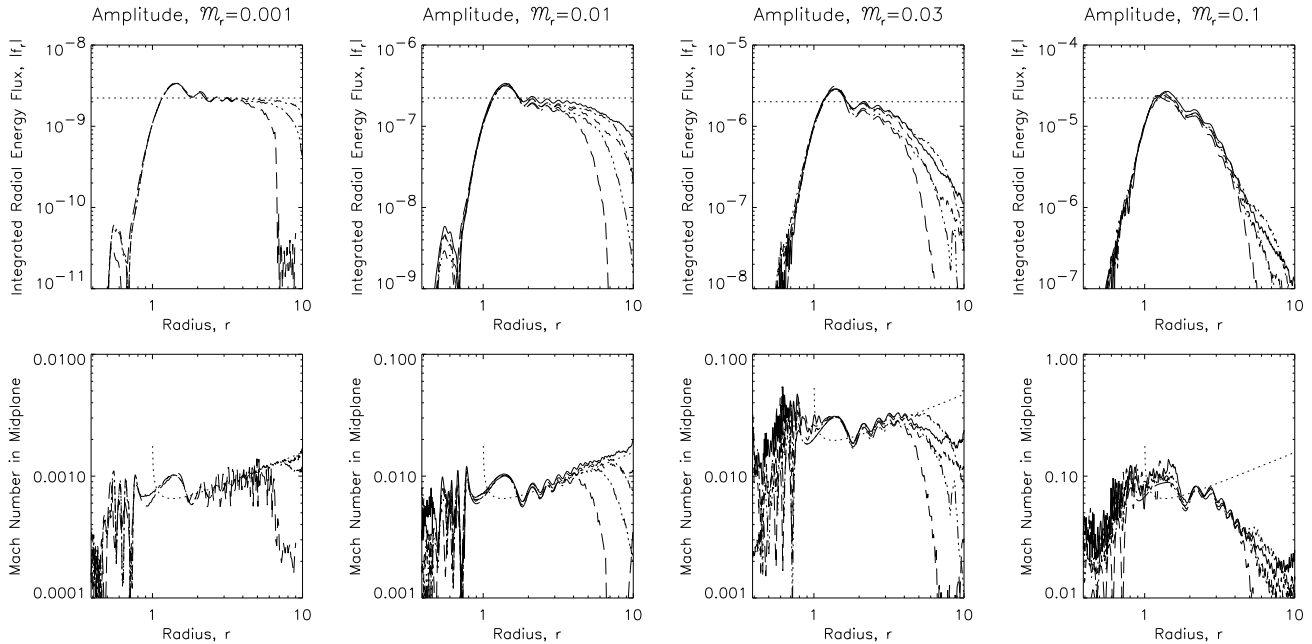 Amplitude, ℳr=0.001
Amplitude, ℳr=0.01
Amplitude, ℳr=0.03
Amplitude, ℳr=0.1
Integrated Radial Energy Flux, |fr|
10^-8
10^-9
10^-10
10^-11
1
10
Radius, r
Integrated Radial Energy Flux, |fr|
10^-6
10^-7
10^-8
10^-9
1
10
Radius, r
Integrated Radial Energy Flux, |fr|
10^-5
10^-6
10^-7
10^-8
1
10
Radius, r
Integrated Radial Energy Flux, |fr|
10^-4
10^-5
10^-6
10^-7
1
10
Radius, r
Mach Number in Midplane
0.0100
0.0010
0.0001
1
10
Radius, r
Mach Number in Midplane
0.100
0.010
0.001
1
10
Radius, r
Mach Number in Midplane
0.100
0.010
0.001
1
10
Radius, r
Mach Number in Midplane
1.00
0.10
0.01
1
10
Radius, r